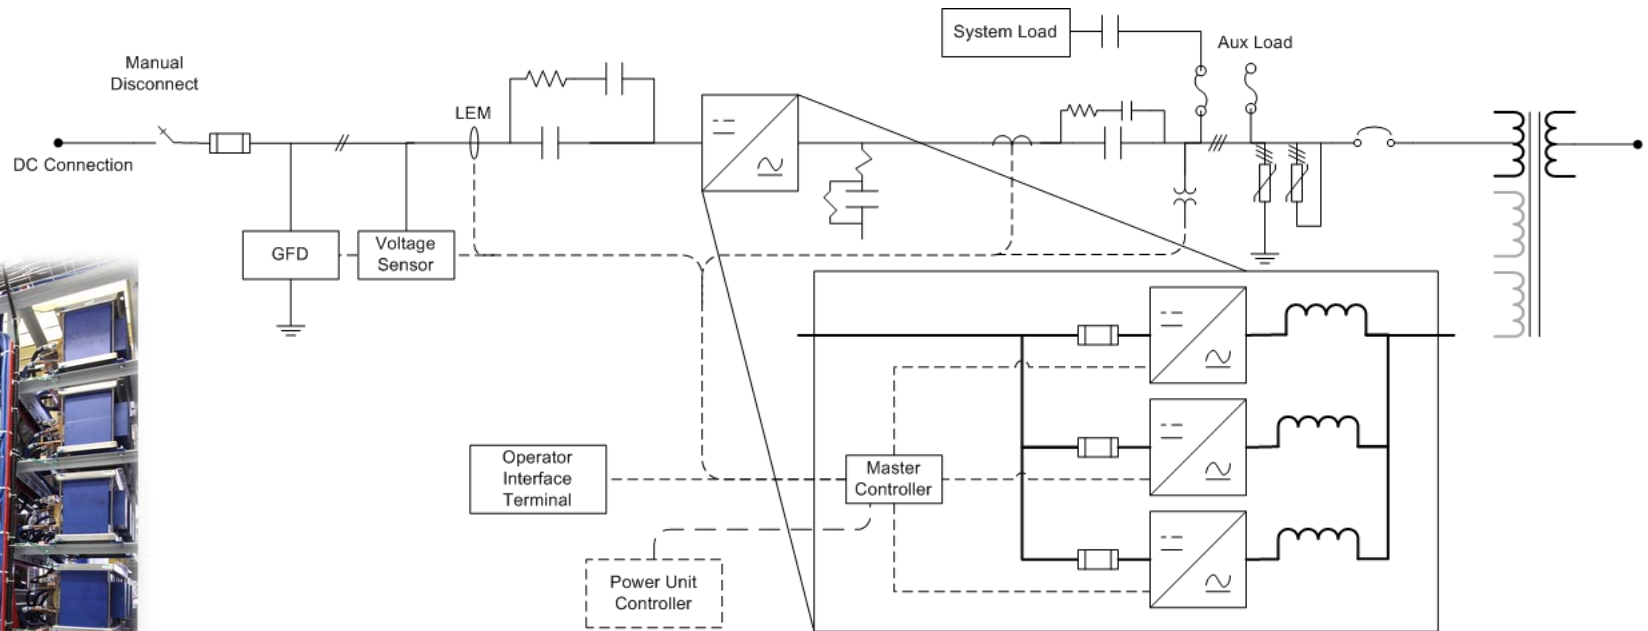 System Load
Aux Load
Manual
Disconnect
LEM
DC Connection
GFD
Voltage
Sensor
Operator
Interface
Terminal
Master
Controller
Power Unit
Controller